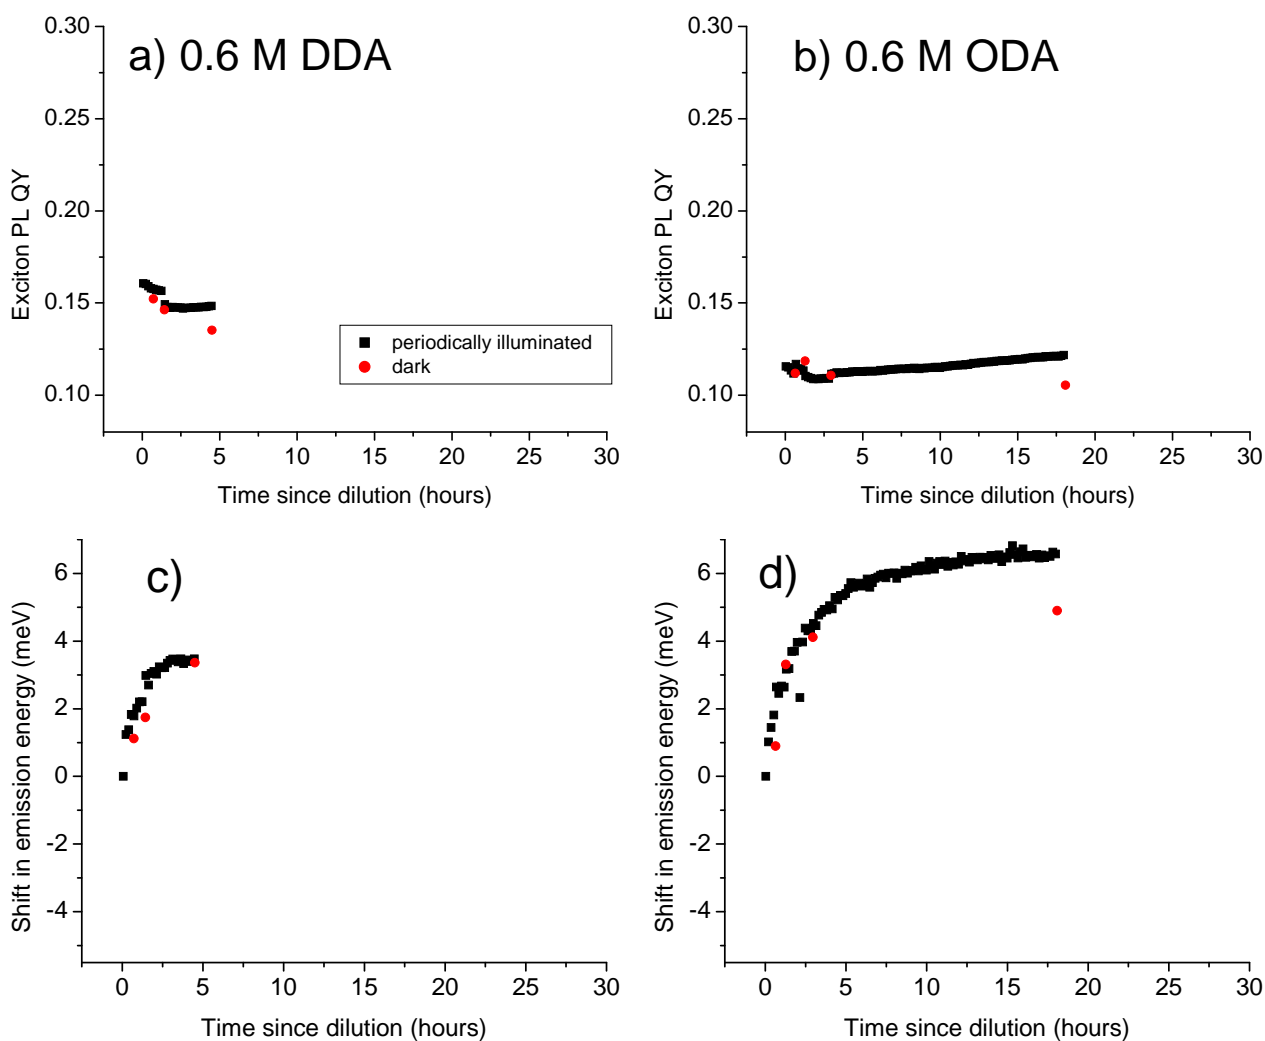 a) 0.6 M DDA
0.30
0.25
0.20
0.15
0.10
Exciton PL QY
periodically illuminated
dark
0 5 10 15 20 25 30
Time since dilution (hours)
b) 0.6 M ODA
0.30
0.25
0.20
0.15
0.10
Exciton PL QY
0 5 10 15 20 25 30
Time since dilution (hours)
c)
6
4
2
0
-2
-4
Shift in emission energy (meV)
0 5 10 15 20 25 30
Time since dilution (hours)
d)
6
4
2
0
-2
-4
Shift in emission energy (meV)
0 5 10 15 20 25 30
Time since dilution (hours)